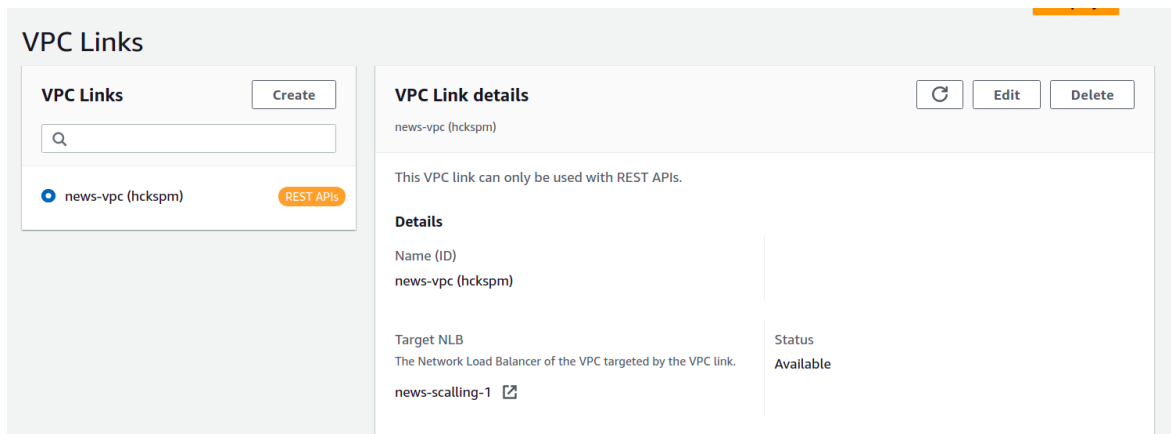 VPC Links
VPC Links
Create
news-vpc (hckspm)
REST APIs
VPC Link details
Edit
Delete
news-vpc (hckspm)
This VPC link can only be used with REST APIs.
Details
Name (ID)
news-vpc (hckspm)
Target NLB
The Network Load Balancer of the VPC targeted by the VPC link.
news-scalling-1
Status
Available